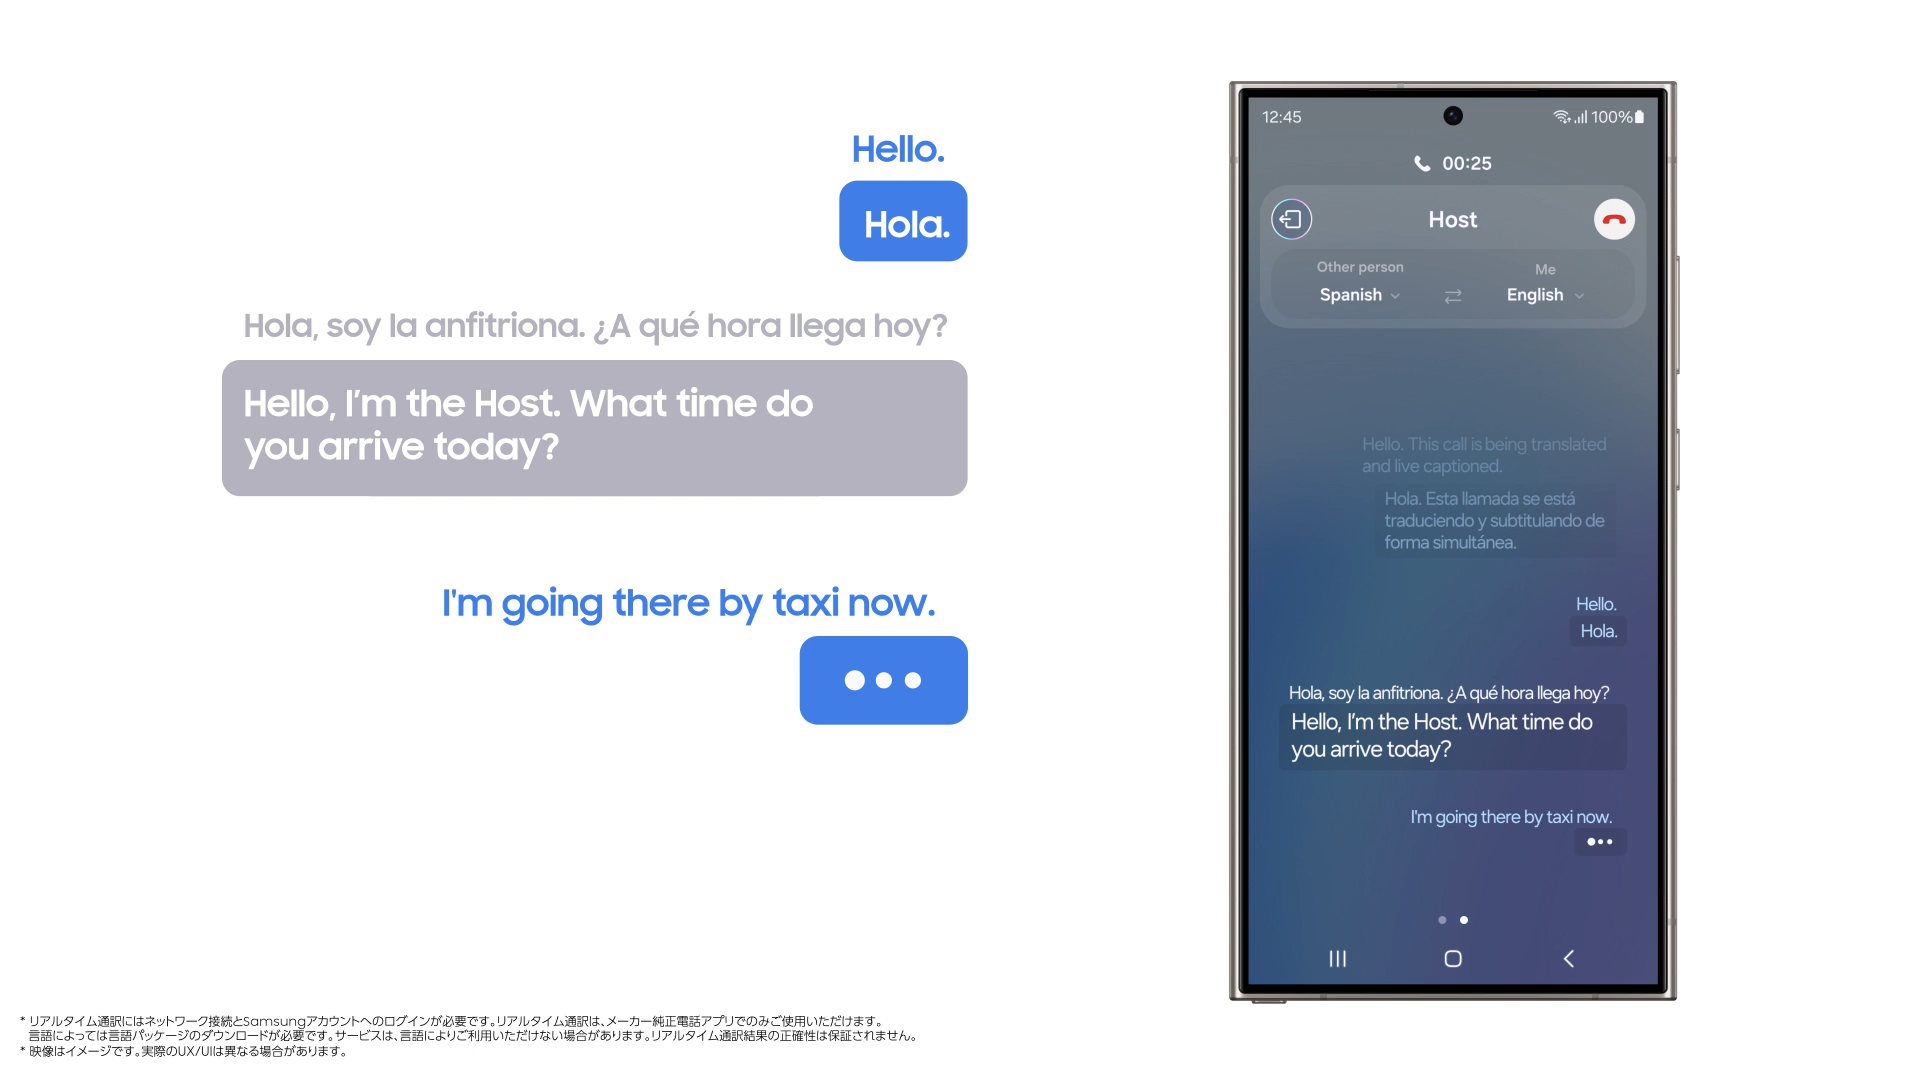 Hello.
Hola.
Hola, soy la anfitriona. ¿A qué hora llega hoy?
Hello, I'm the Host. What time do
you arrive today?
I'm going there by taxi now.
12:45
100%
00:25
Host
Other person
Me
Spanish
English
Hello. This call is being translated
and live captioned.
Hola. Esta llamada se está
traduciendo y subtitulando de
forma simultánea.
Hello.
Hola.
Hola, soy la anfitriona. ¿A qué hora llega hoy?
Hello, I'm the Host. What time do
you arrive today?
I'm going there by taxi now.
* リアルタイム通訳にはネットワーク接続とSamsungアカウントへのログインが必要です。リアルタイム通訳は、メーカー純正電話アプリでのみご使用いただけます。
言語によっては言語パッケージのダウンロードが必要です。サービスは、言語によりご利用いただけない場合があります。リアルタイム通訳結果の正確性は保証されません。
* 映像はイメージです。実際のUX/UIは異なる場合があります。